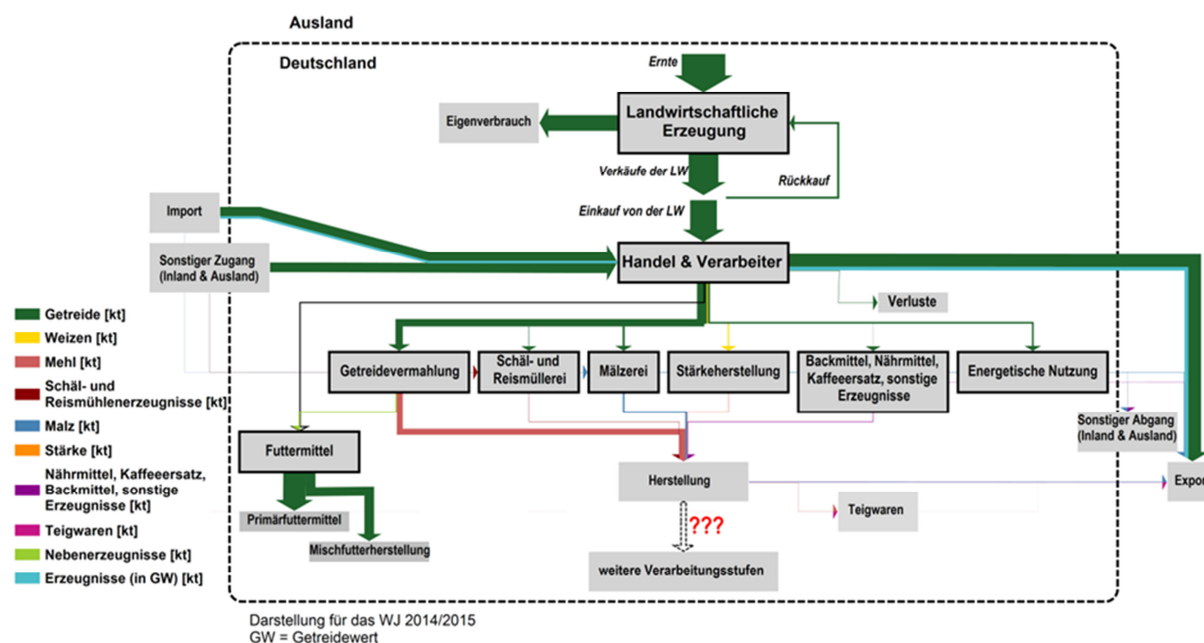 Ausland
Deutschland
Ernte
Landwirtschaftliche
Erzeugung
Eigenverbrauch
Verkäufe der LW
Rückkauf
Einkauf von der LW
Import
Sonstiger Zugang
(Inland & Ausland)
Handel & Verarbeiter
Verluste
Getreide [kt]
Weizen [kt]
Mehl [kt]
Schäl- und
Reismühlenerzeugnisse [kt]
Malz [kt]
Stärke [kt]
Nährmittel, Kaffeeersatz,
Backmittel, sonstige
Erzeugnisse [kt]
Teigwaren [kt]
Nebenerzeugnisse [kt]
Erzeugnisse (in GW) [kt]
Getreidevermahlung
Schäl- und
Reismüllerei
Mälzerei
Stärkeherstellung
Backmittel, Nährmittel,
Kaffeeersatz, sonstige
Erzeugnisse
Energetische Nutzung
Sonstiger Abgang
(Inland & Ausland)
Futtermittel
Herstellung
Export
Teigwaren
Primärfuttermittel
Mischfutterherstellung
???
weitere Verarbeitungsstufen
Darstellung für das WJ 2014/2015
GW = Getreidewert